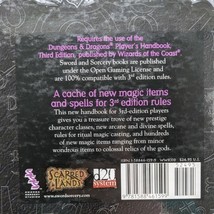 Requires the use of the
Dungeons & Dragons® Player's Handbook,
Third Edition, published by Wizards of the Coast®
Sword and Sorcery books are published under
the Open Gaming License and
are 100% compatible with 3rd edition rules.
A cache of new magic items
and spells for 3rd edition rules
This new handbook for 3rd-edition players
gives you a treasure trove of new prestige
character classes, new arcane and divine spells,
rules for ritual magic casting, and hundreds
of new magic items ranging from minor
wonders to items of colossal relics of the gods.
SCARRED
LANDS
d20
system